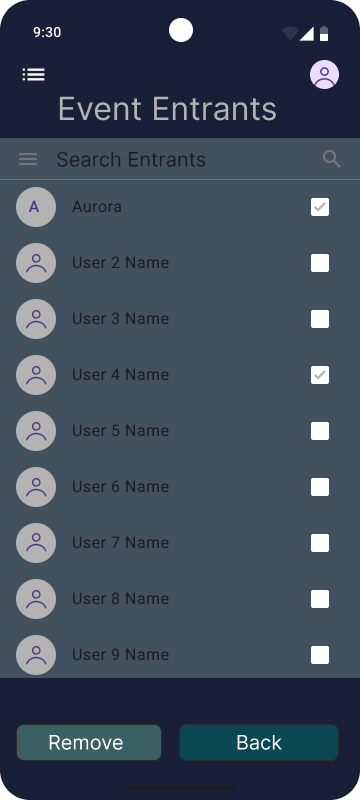 9:30
Event Entrants
Search Entrants
A Aurora
User 2 Name
User 3 Name
User 4 Name
User 5 Name
User 6 Name
User 7 Name
User 8 Name
User 9 Name
Remove Back